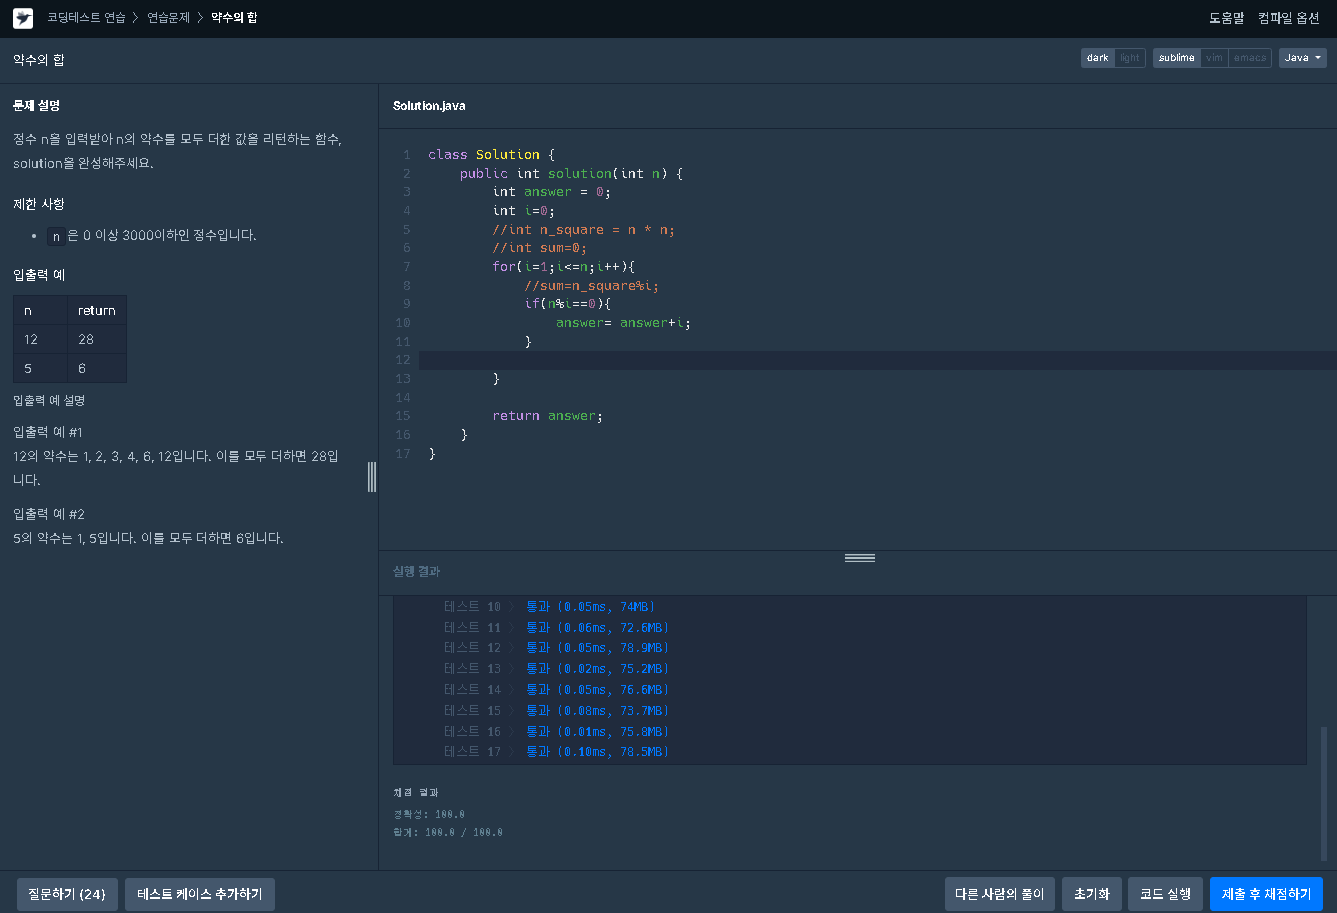 코딩테스트 연습 > 연습문제 > 약수의 합
도움말 컴파일 옵션
약수의 합
dark light sublime vim emacs Java
문제 설명
정수 n을 입력받아 n의 약수를 모두 더한 값을 리턴하는 함수,
solution을 완성해주세요.
제한 사항
• n 은 0 이상 3000이하인 정수입니다.
입출력 예
n return
12 28
5 6
입출력 예 설명
입출력 예 #1
12의 약수는 1, 2, 3, 4, 6, 12입니다. 이를 모두 더하면 28입
니다.
입출력 예 #2
5의 약수는 1, 5입니다. 이를 모두 더하면 6입니다.
Solution.java
1 class Solution {
2 public int solution(int n) {
3 int answer = 0;
4 int i=0;
5 //int n_square = n * n;
6 //int sum=0;
7 for(i=1;i<=n;i++){
8 //sum=n_square%i;
9 if(n%i==0){
10 answer= answer+i;
11 }
12
13 }
14
15 return answer;
16 }
17 }
실행 결과
테스트 10 > 통과 (0.05ms, 74MB)
테스트 11 > 통과 (0.06ms, 72.6MB)
테스트 12 > 통과 (0.05ms, 78.9MB)
테스트 13 > 통과 (0.02ms, 75.2MB)
테스트 14 > 통과 (0.05ms, 76.6MB)
테스트 15 > 통과 (0.08ms, 73.7MB)
테스트 16 > 통과 (0.01ms, 75.8MB)
테스트 17 > 통과 (0.10ms, 78.5MB)
채점 결과
정확성: 100.0
합계: 100.0 / 100.0
질문하기 (24) 테스트 케이스 추가하기 다른 사람의 풀이 초기화 코드 실행 제출 후 채점하기